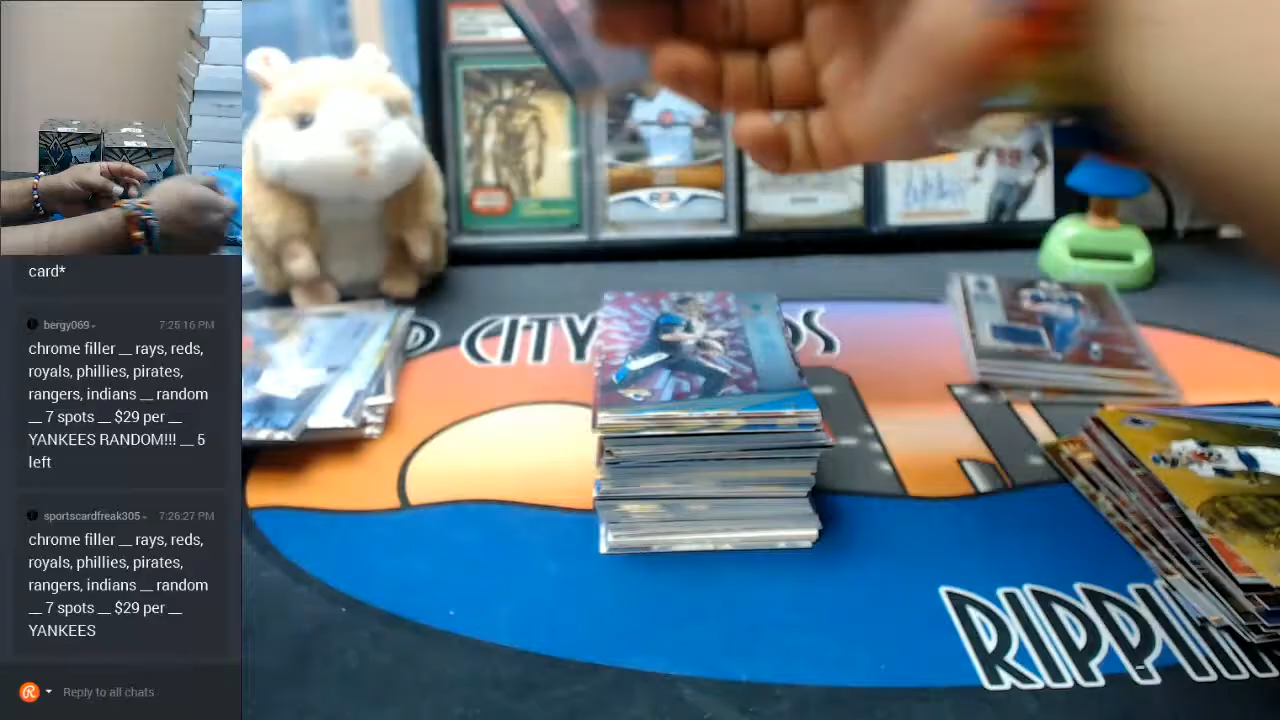 card*
bergy069
7:25:16 PM
chrome filler __ rays, reds,
royals, phillies, pirates,
rangers, indians __ random
__ 7 spots __ $29 per __
YANKEES RANDOM!!! __ 5
left
sportscardfreak305
7:26:27 PM
chrome filler __ rays, reds,
royals, phillies, pirates,
rangers, indians __ random
__ 7 spots __ $29 per __
YANKEES
Reply to all chats
CITY
RIPPIN